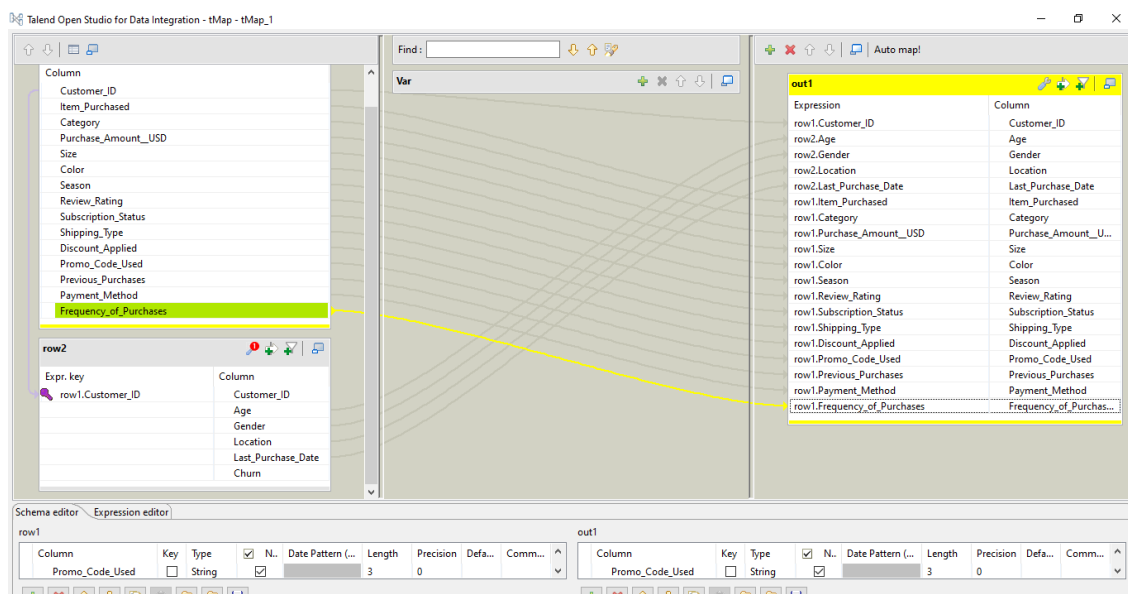 Talend Open Studio for Data Integration - tMap - tMap_1
Find :
Auto map!
Column
Customer_ID
Item_Purchased
Category
Purchase_Amount__USD
Size
Color
Season
Review_Rating
Subscription_Status
Shipping_Type
Discount_Applied
Promo_Code_Used
Previous_Purchases
Payment_Method
Frequency_of_Purchases
row2
Expr. key Column
row1.Customer_ID Customer_ID
Age
Gender
Location
Last_Purchase_Date
Churn
Var
out1
Expression Column
row1.Customer_ID Customer_ID
row2.Age Age
row2.Gender Gender
row2.Location Location
row2.Last_Purchase_Date Last_Purchase_Date
row1.Item_Purchased Item_Purchased
row1.Category Category
row1.Purchase_Amount__USD Purchase_Amount__U...
row1.Size Size
row1.Color Color
row1.Season Season
row1.Review_Rating Review_Rating
row1.Subscription_Status Subscription_Status
row1.Shipping_Type Shipping_Type
row1.Discount_Applied Discount_Applied
row1.Promo_Code_Used Promo_Code_Used
row1.Previous_Purchases Previous_Purchases
row1.Payment_Method Payment_Method
row1.Frequency_of_Purchases Frequency_of_Purchas...
Schema editor Expression editor
row1
Column Key Type N.. Date Pattern (... Length Precision Defa... Comm...
Promo_Code_Used String 3 0
out1
Column Key Type N.. Date Pattern (... Length Precision Defa... Comm...
Promo_Code_Used String 3 0